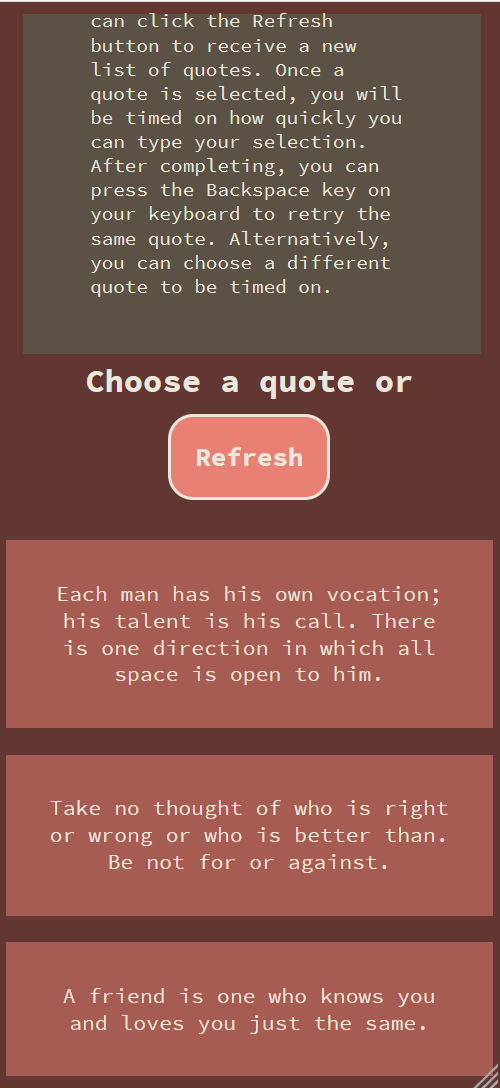 can click the Refresh
button to receive a new
list of quotes. Once a
quote is selected, you will
be timed on how quickly you
can type your selection.
After completing, you can
press the Backspace key on
your keyboard to retry the
same quote. Alternatively,
you can choose a different
quote to be timed on.
Choose a quote or
Refresh
Each man has his own vocation;
his talent is his call. There
is one direction in which all
space is open to him.
Take no thought of who is right
or wrong or who is better than.
Be not for or against.
A friend is one who knows you
and loves you just the same.